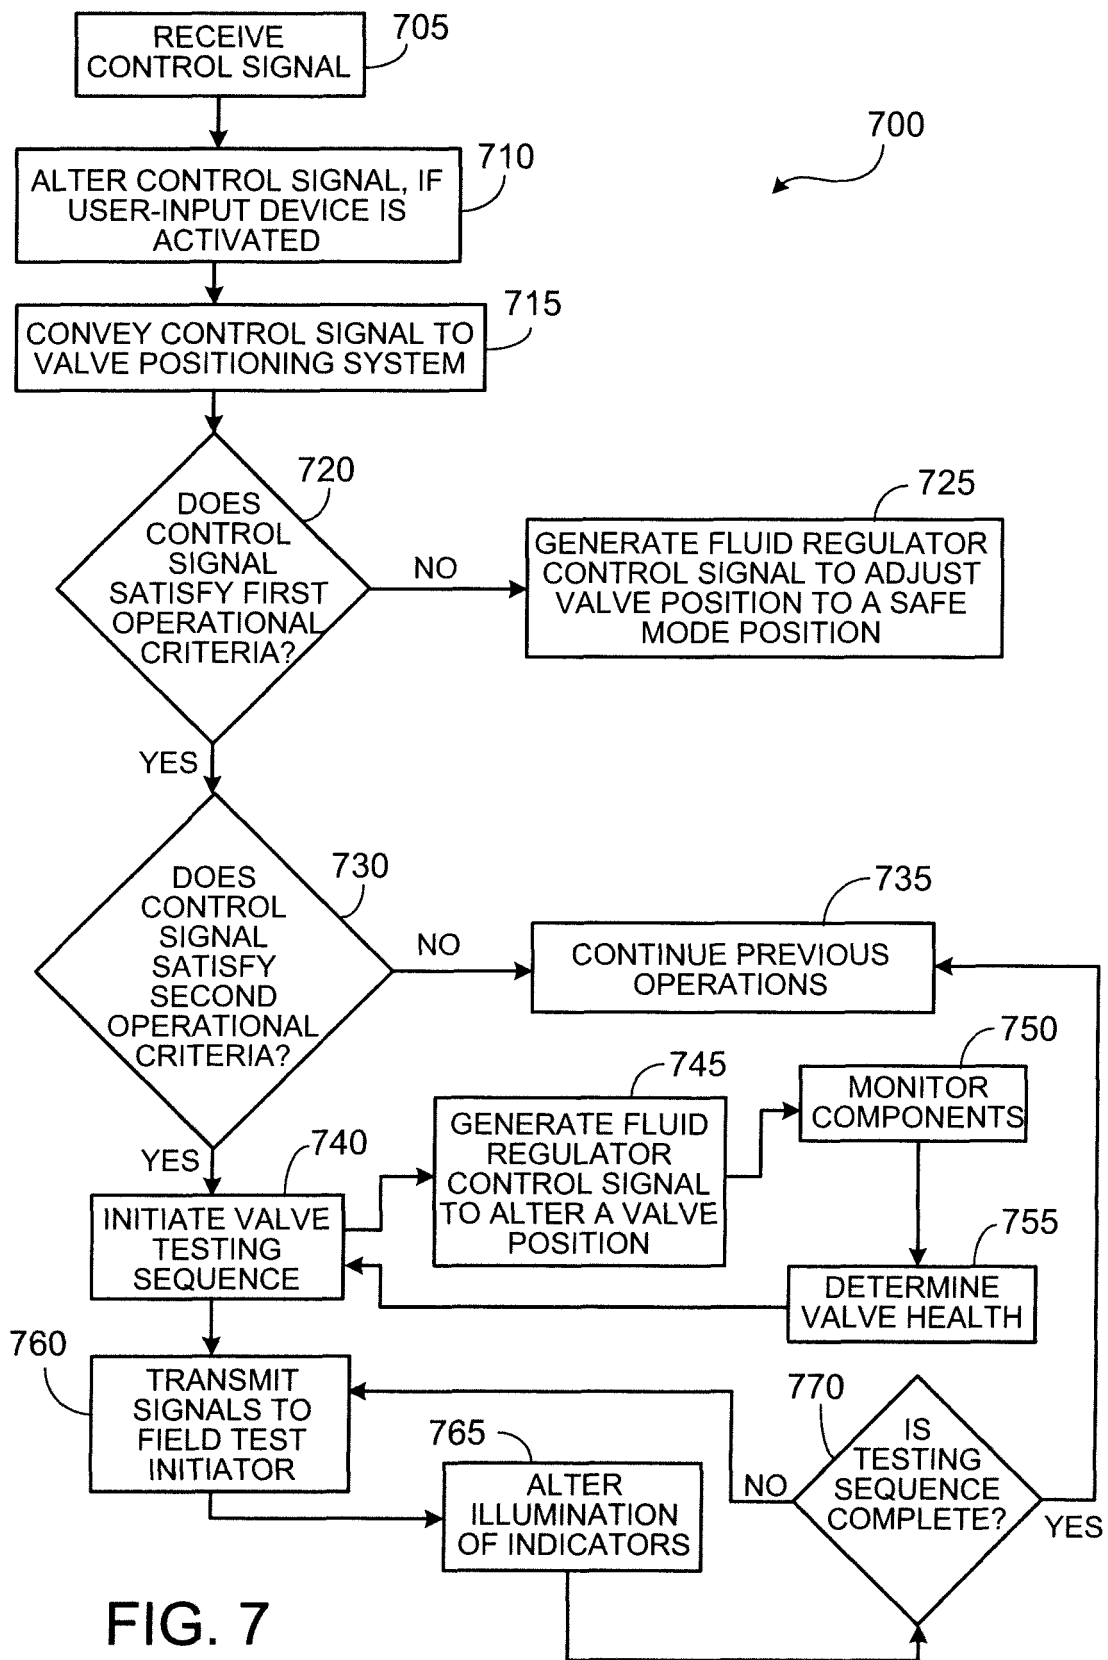 RECEIVE
CONTROL SIGNAL
705
700
ALTER CONTROL SIGNAL, IF
USER-INPUT DEVICE IS
ACTIVATED
710
CONVEY CONTROL SIGNAL TO
VALVE POSITIONING SYSTEM
715
DOES
CONTROL
SIGNAL
SATISFY FIRST
OPERATIONAL
CRITERIA?
720
NO
GENERATE FLUID REGULATOR
CONTROL SIGNAL TO ADJUST
VALVE POSITION TO A SAFE
MODE POSITION
725
YES
DOES
CONTROL
SIGNAL
SATISFY
SECOND
OPERATIONAL
CRITERIA?
730
NO
CONTINUE PREVIOUS
OPERATIONS
735
YES
INITIATE VALVE
TESTING
SEQUENCE
740
GENERATE FLUID
REGULATOR
CONTROL SIGNAL
TO ALTER A VALVE
POSITION
745
MONITOR
COMPONENTS
750
DETERMINE
VALVE HEALTH
755
TRANSMIT
SIGNALS TO
FIELD TEST
INITIATOR
760
ALTER
ILLUMINATION
OF INDICATORS
765
IS
TESTING
SEQUENCE
COMPLETE?
770
NO
YES
FIG. 7